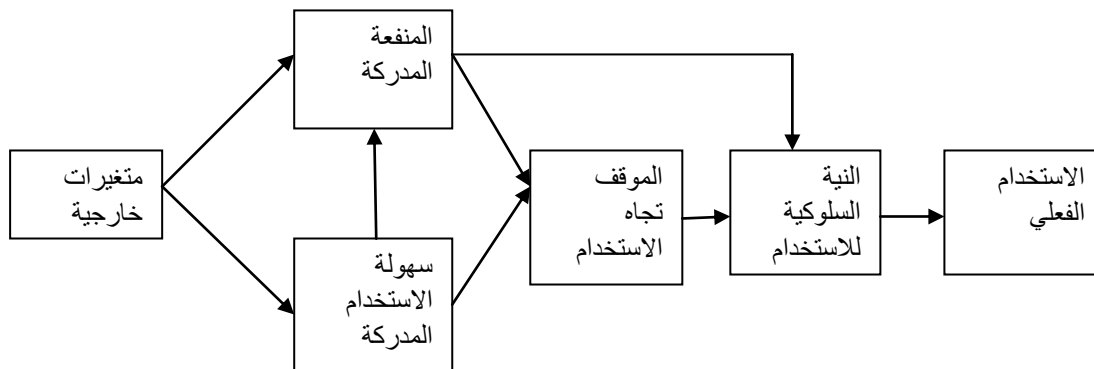 المنفعة
المدركة
متغيرات
خارجية
سهولة
الاستخدام
المدركة
الموقف
تجاه
الاستخدام
النية
السلوكية
للاستخدام
الاستخدام
الفعلي